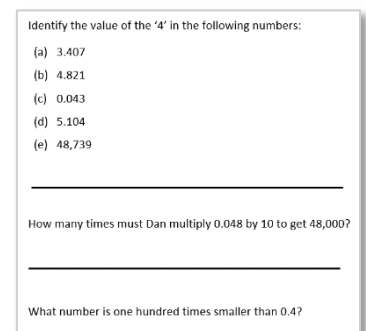 Identify the value of the ‘4’ in the following numbers:
(a) 3.407
(b) 4.821
(c) 0.043
(d) 5.104
(e) 48,739
How many times must Dan multiply 0.048 by 10 to get 48,000?
What number is one hundred times smaller than 0.4?